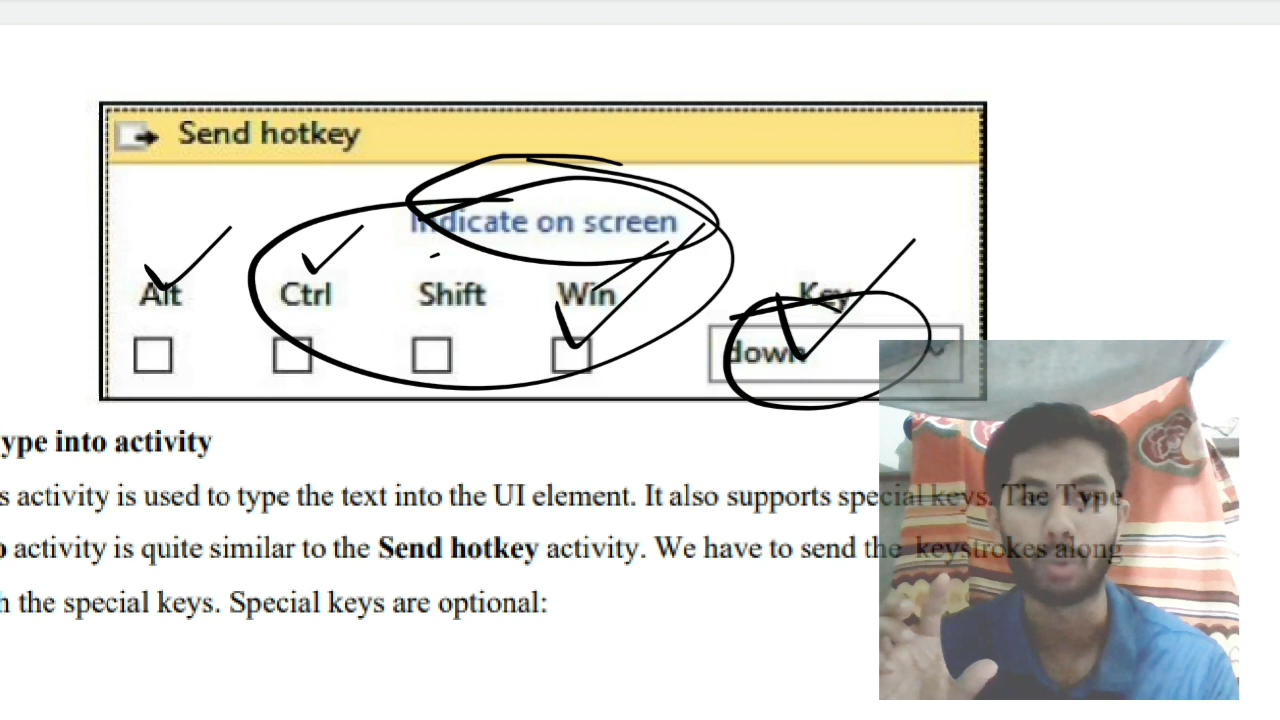 Send hotkey
Indicate on screen
Alt Ctrl Shift Win Key
down
ype into activity
s activity is used to type the text into the UI element. It also supports special keys. The Type
o activity is quite similar to the Send hotkey activity. We have to send the keystrokes along
h the special keys. Special keys are optional: